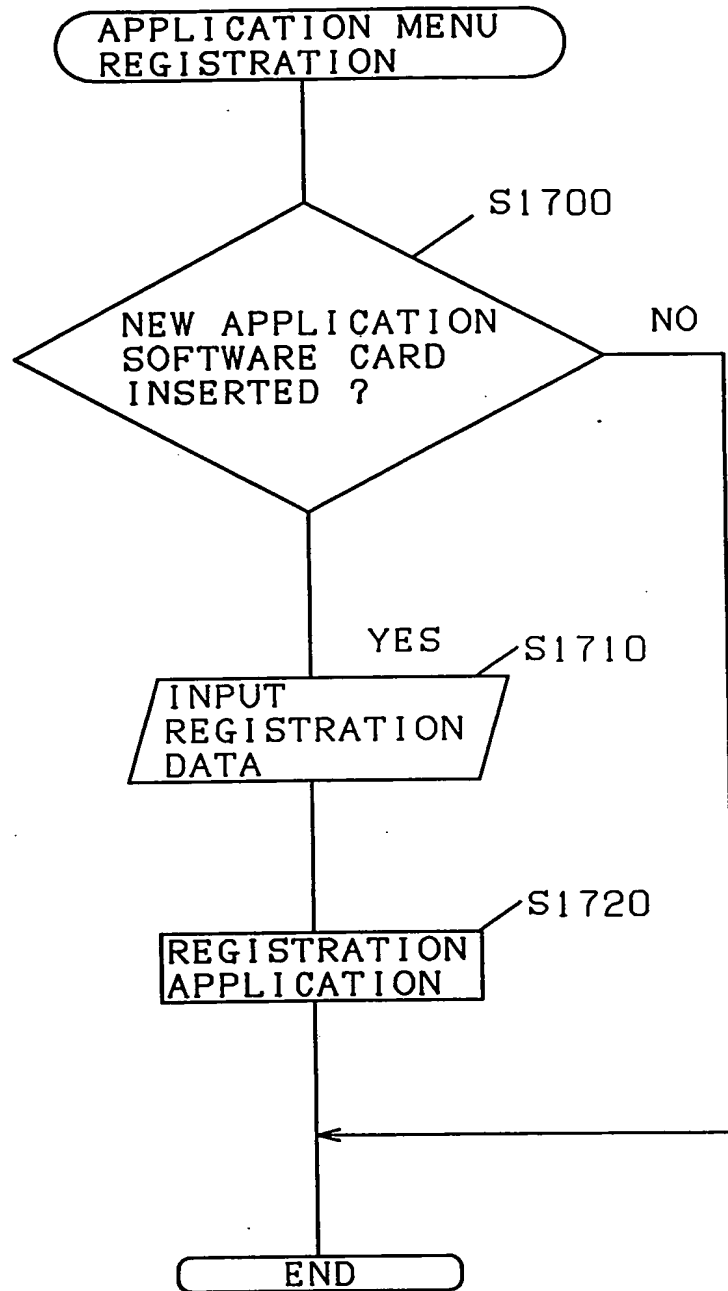 APPLICATION MENU
REGISTRATION
S1700
NEW APPLICATION
SOFTWARE CARD
INSERTED ?
NO
YES
S1710
INPUT
REGISTRATION
DATA
S1720
REGISTRATION
APPLICATION
END